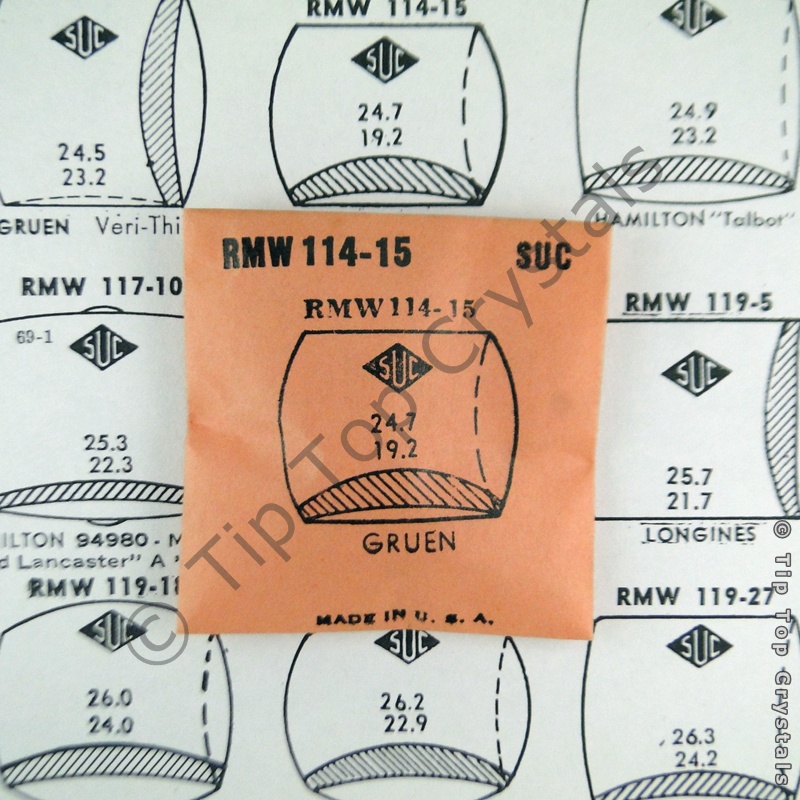 RMW 114-15
SUC
SUC
SUC
24.5
23.2
24.7
19.2
24.9
23.2
GRUEN Veri-Thi
HAMILTON "Talbot"
RMW 117-10
RMW 119-5
69-1
SUC
SUC
25.3
22.3
25.7
21.7
ILTON 94980-M
d Lancaster" A "
LONGINES
RMW 114-15 SUC
RMW 114-15
SUC
24.7
19.2
GRUEN
MADE IN U. S. A.
RMW 119-18
RMW 119-27
SUC
SUC
SUC
26.0
24.0
26.2
22.9
26.3
24.2
© Tip Top Crystals
© Tip Top Crystals